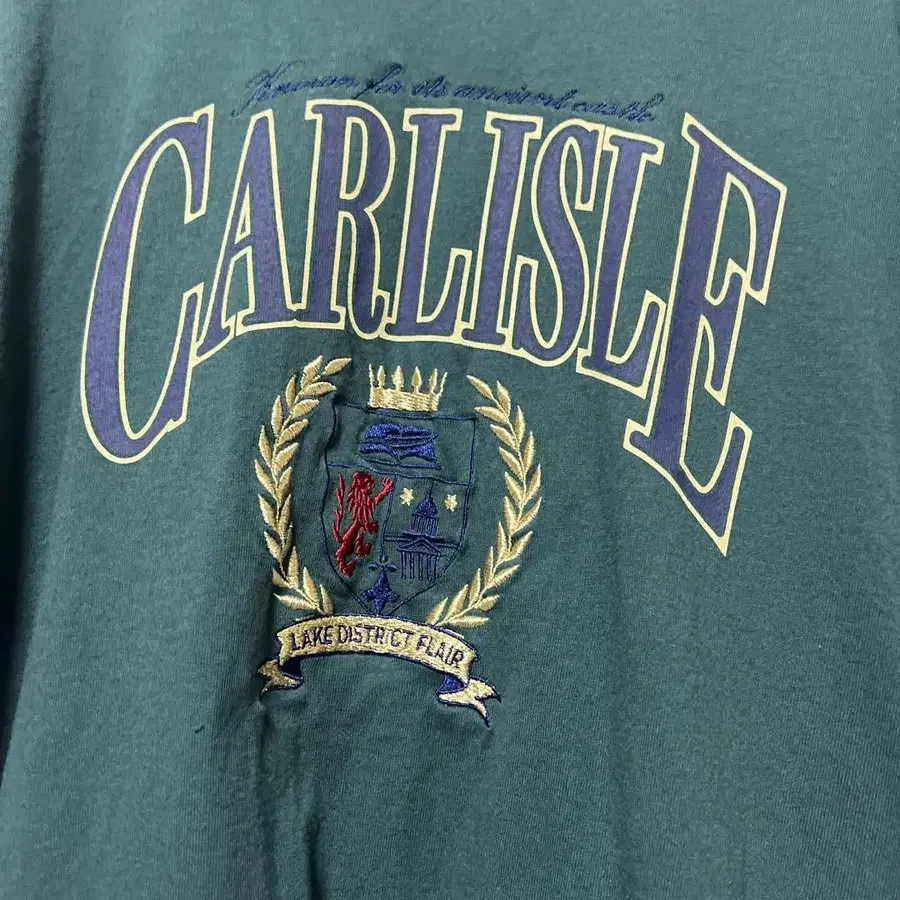 Known for its ancient castle
CARLISLE
LAKE DISTRICT FLAIR